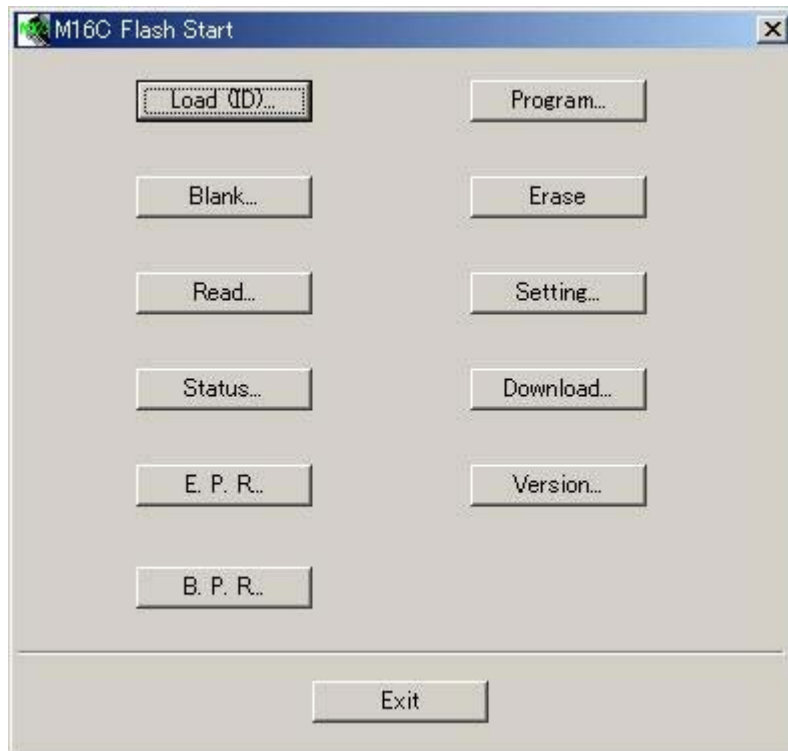 M16C Flash Start
Load (ID)...
Program...
Blank...
Erase
Read...
Setting...
Status...
Download...
E. P. R...
Version...
B. P. R...
Exit